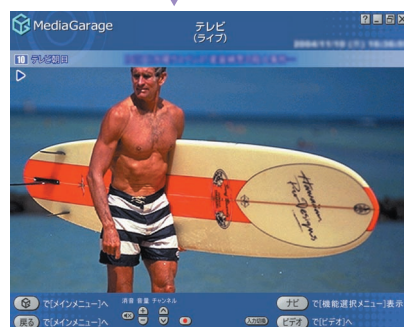 MediaGarage
テレビ
(ライブ)
10 テレビ朝日
Hawaiian
Pro Designs
で[メインメニュー]へ
消音 音量 チャンネル
ナビ で[機能選択メニュー]表示
戻る で[メインメニュー]へ
入力切換
ビデオ で[ビデオ]へ